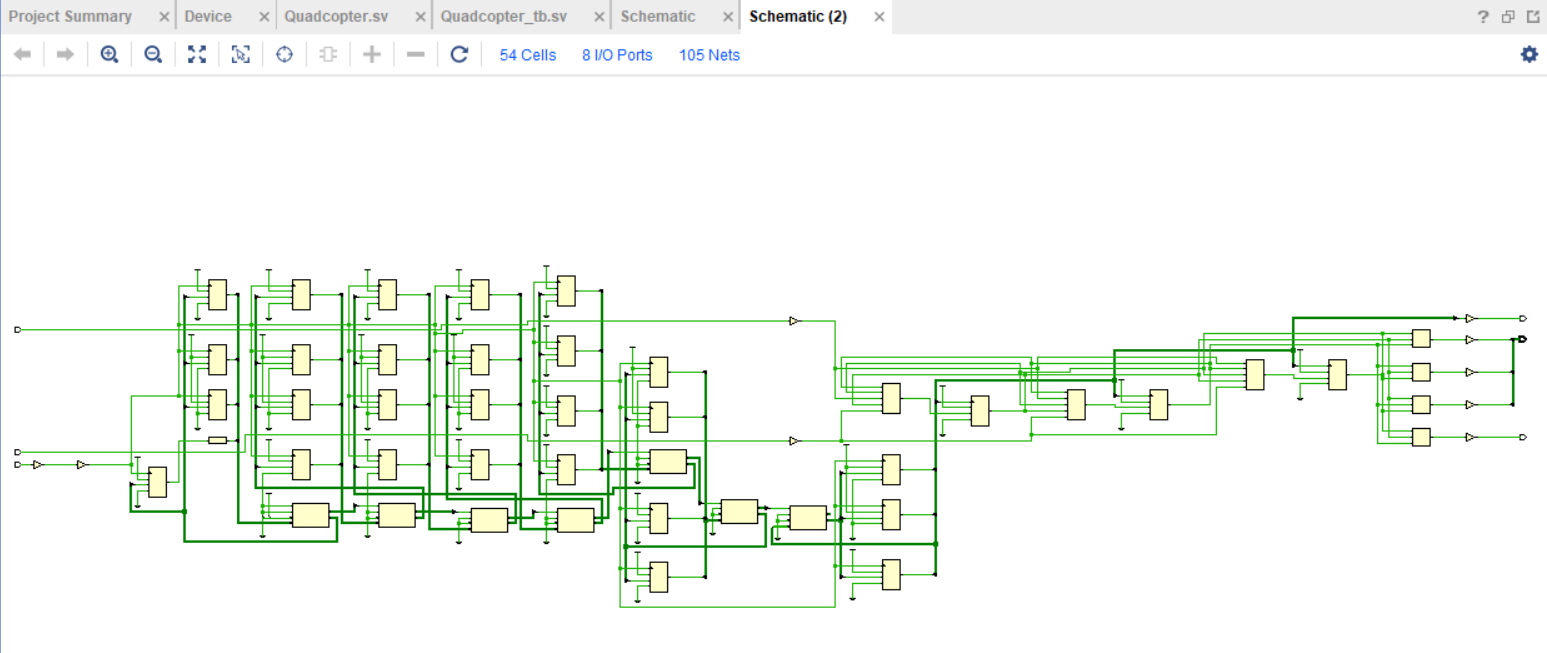 Project Summary × Device × Quadcopter.sv × Quadcopter_tb.sv × Schematic × Schematic (2) × ?
54 Cells 8 I/O Ports 105 Nets